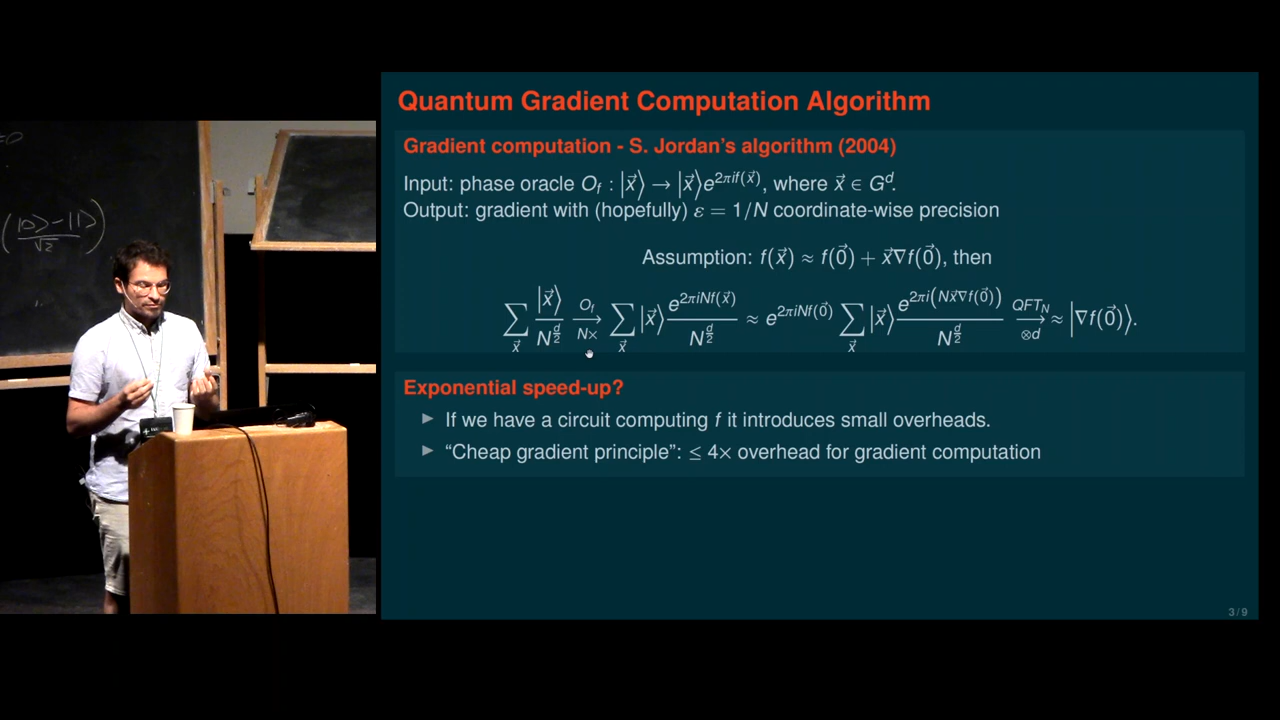 =0
(|0>-|1>/√2)
Quantum Gradient Computation Algorithm
Gradient computation - S. Jordan's algorithm (2004)
Input: phase oracle O_f : |x⃗⟩ → |x⃗⟩e^{2πif(x⃗)}, where x⃗ ∈ G^d.
Output: gradient with (hopefully) ε = 1/N coordinate-wise precision
Assumption: f(x⃗) ≈ f(0⃗) + x⃗∇f(0⃗), then
∑_{x⃗} |x⃗⟩/N^{d/2} →^{O_f}_{N×} ∑_{x⃗} |x⃗⟩ e^{2πiNf(x⃗)}/N^{d/2} ≈ e^{2πiNf(0⃗)} ∑_{x⃗} |x⃗⟩ e^{2πi(Nx⃗∇f(0⃗))}/N^{d/2} →^{QFT_N}_{⊗d} ≈ |∇f(0⃗)⟩.
Exponential speed-up?
► If we have a circuit computing f it introduces small overheads.
► “Cheap gradient principle”: ≤ 4× overhead for gradient computation
3 / 9